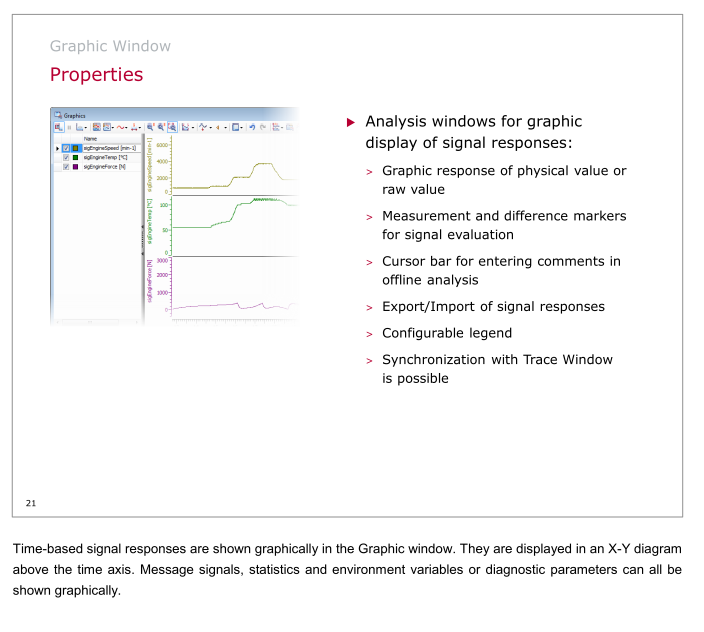 Graphic Window
Properties
Graphics
Name
sigEngineSpeed [min-1]
sigEngineTemp [°C]
sigEngineForce [N]
sigEngineSpeed [min-1]
6000
4000
2000
0
sigEngineTemp [°C]
100
50
0
sigEngineForce [N]
3000
2000
1000
0
Analysis windows for graphic
display of signal responses:
> Graphic response of physical value or
raw value
> Measurement and difference markers
for signal evaluation
> Cursor bar for entering comments in
offline analysis
> Export/Import of signal responses
> Configurable legend
> Synchronization with Trace Window
is possible
21
Time-based signal responses are shown graphically in the Graphic window. They are displayed in an X-Y diagram
above the time axis. Message signals, statistics and environment variables or diagnostic parameters can all be
shown graphically.